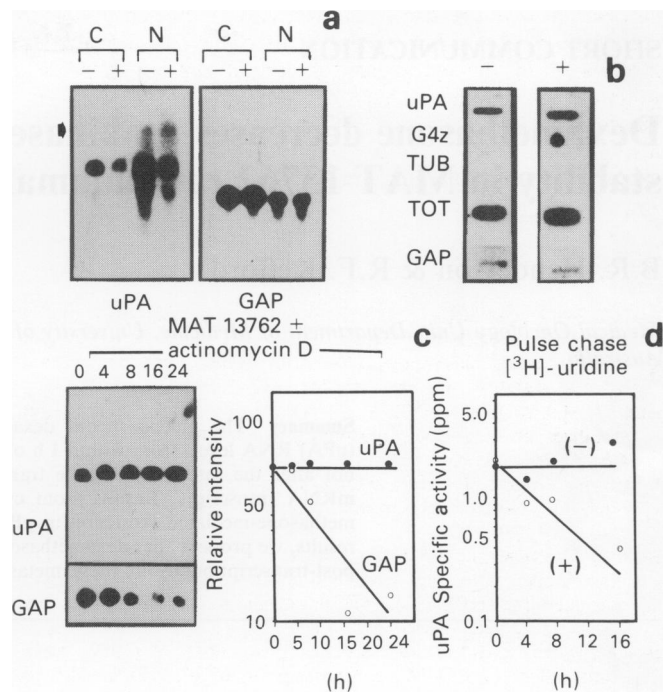 a
C N C N
− + − + − + − +
uPA GAP
b
− +
uPA
G4z
TUB
TOT
GAP
MAT 13762 ±
actinomycin D
0 4 8 16 24
uPA
GAP
c
Relative intensity
100
50
10
uPA
GAP
0 5 10 15 20 24
(h)
d
Pulse chase
[³H]-uridine
uPA Specific activity (ppm)
5.0
1.0
0.5
0.1
(−)
(+)
0 4 8 12 16
(h)